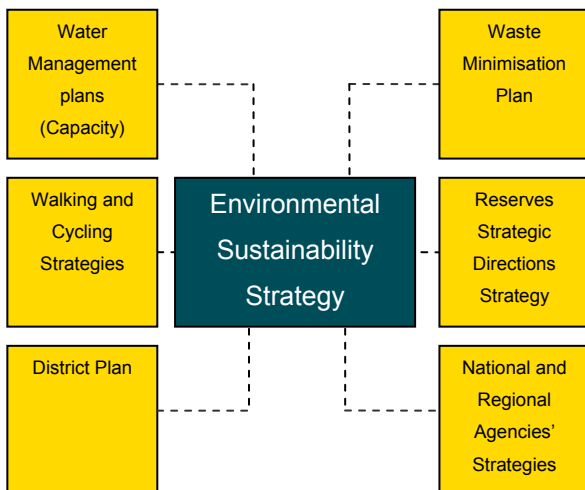 Water
Management
plans
(Capacity)
Waste
Minimisation
Plan
Walking and
Cycling
Strategies
Environmental
Sustainability
Strategy
Reserves
Strategic
Directions
Strategy
District Plan
National and
Regional
Agencies’
Strategies